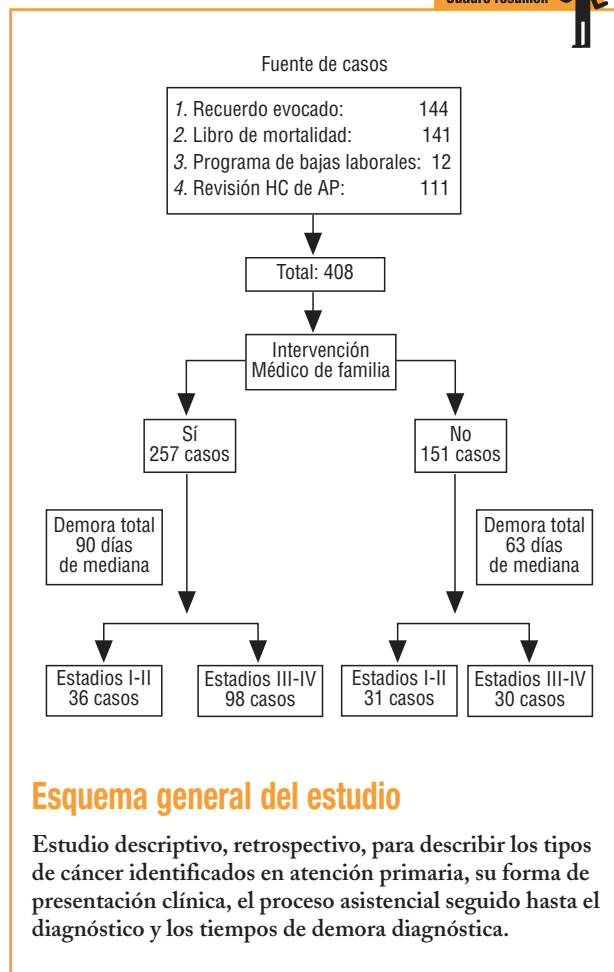 Cuadro resumen
Fuente de casos
1. Recuerdo evocado: 144
2. Libro de mortalidad: 141
3. Programa de bajas laborales: 12
4. Revisión HC de AP: 111
Total: 408
Intervención
Médico de familia
Sí
257 casos
No
151 casos
Demora total
90 días
de mediana
Demora total
63 días
de mediana
Estadios I-II
36 casos
Estadios III-IV
98 casos
Estadios I-II
31 casos
Estadios III-IV
30 casos
Esquema general del estudio
Estudio descriptivo, retrospectivo, para describir los tipos
de cáncer identificados en atención primaria, su forma de
presentación clínica, el proceso asistencial seguido hasta el
diagnóstico y los tiempos de demora diagnóstica.